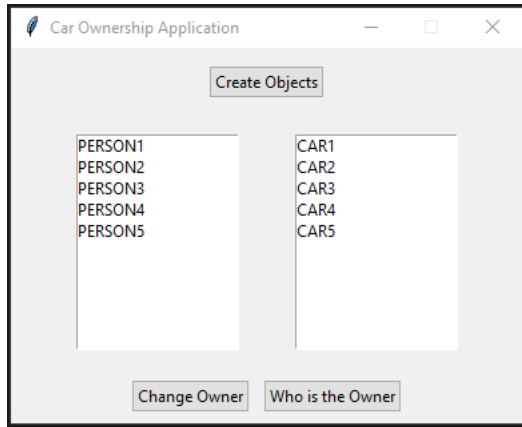 Car Ownership Application
Create Objects
PERSON1
PERSON2
PERSON3
PERSON4
PERSON5
CAR1
CAR2
CAR3
CAR4
CAR5
Change Owner
Who is the Owner